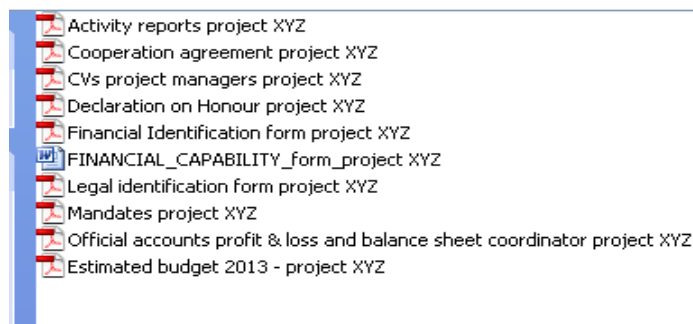 Activity reports project XYZ
Cooperation agreement project XYZ
CVs project managers project XYZ
Declaration on Honour project XYZ
Financial Identification form project XYZ
FINANCIAL_CAPABILITY_form_project XYZ
Legal identification form project XYZ
Mandates project XYZ
Official accounts profit & loss and balance sheet coordinator project XYZ
Estimated budget 2013 - project XYZ